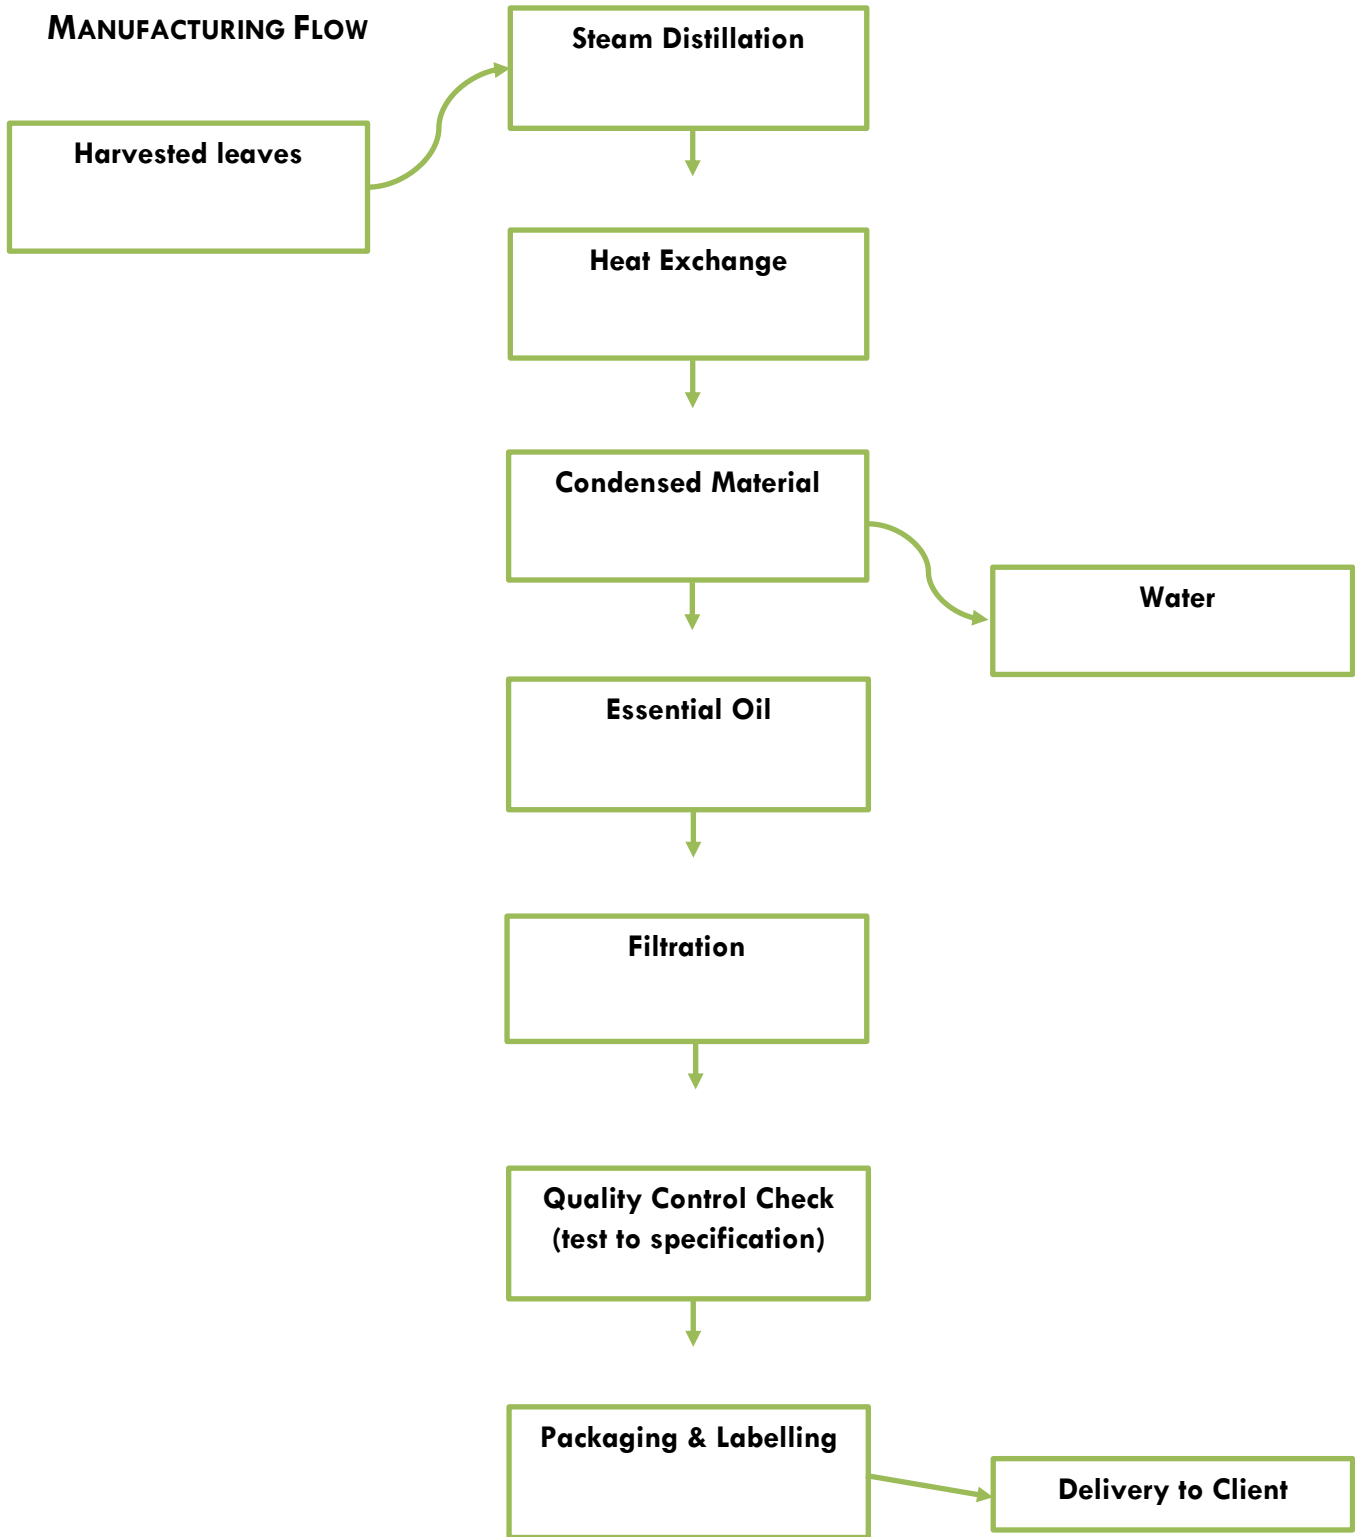 MANUFACTURING FLOW
Steam Distillation
Harvested leaves
Heat Exchange
Condensed Material
Water
Essential Oil
Filtration
Quality Control Check
(test to specification)
Packaging & Labelling
Delivery to Client